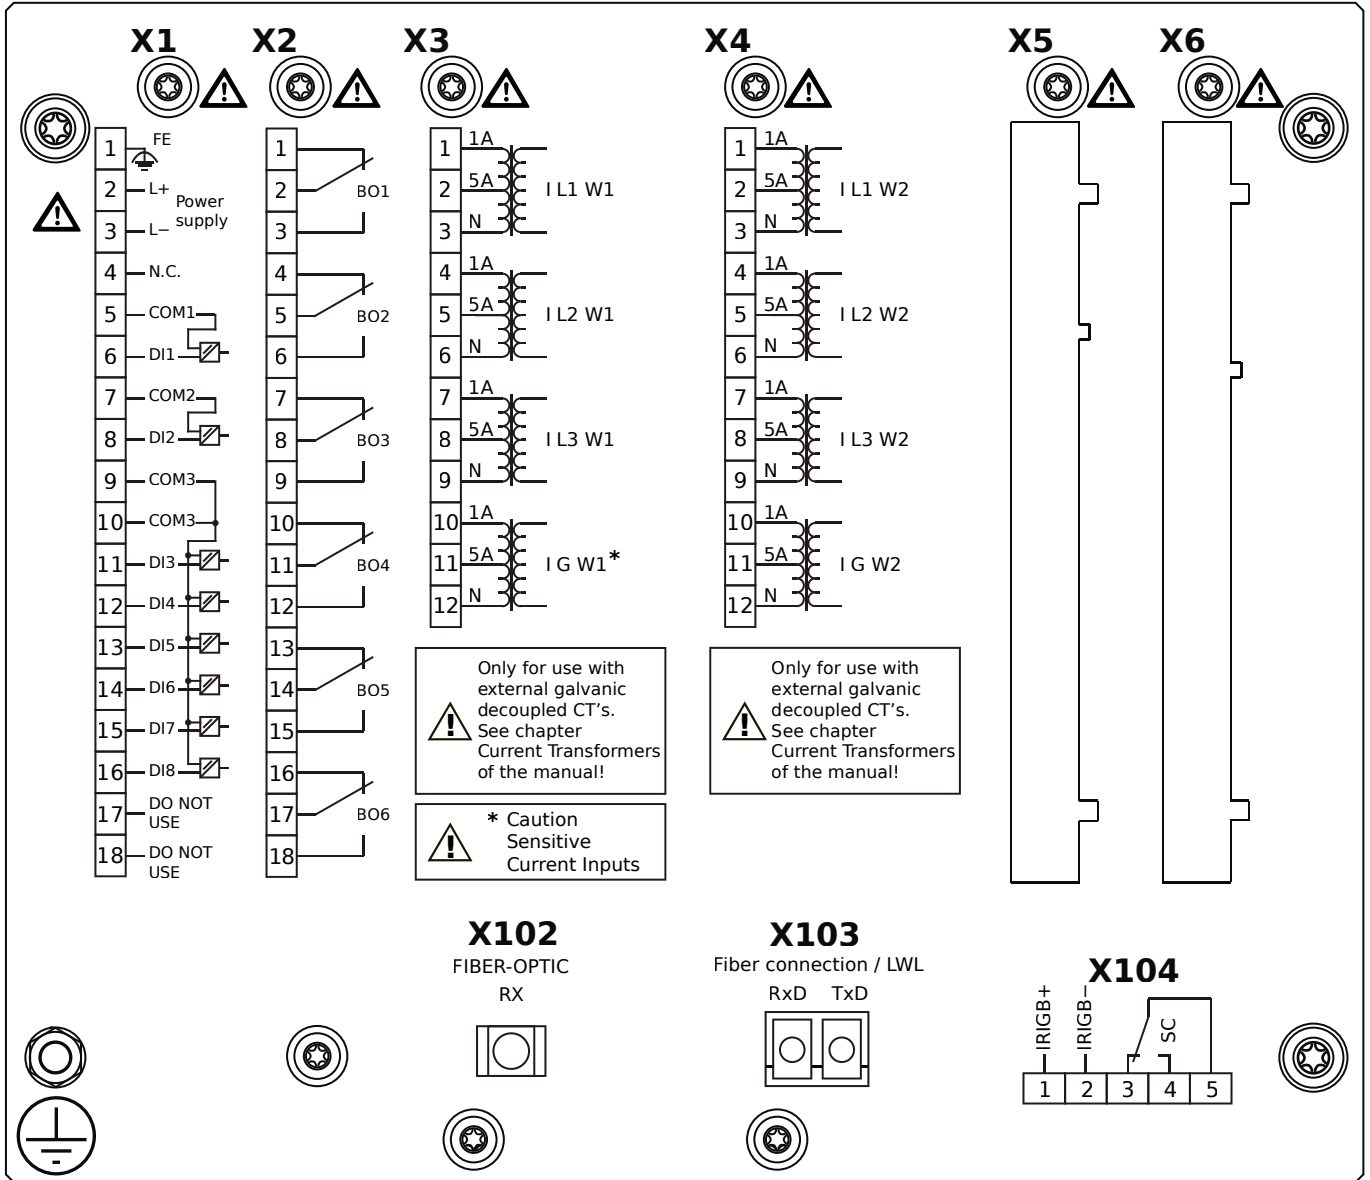 X1
X2
X3
X4
X5
X6
1 FE
2 L+
Power
supply
3 L−
4 N.C.
5 COM1
6 DI1
7 COM2
8 DI2
9 COM3
10 COM3
11 DI3
12 DI4
13 DI5
14 DI6
15 DI7
16 DI8
17 DO NOT
USE
18 DO NOT
USE
1
2 BO1
3
4
5 BO2
6
7
8 BO3
9
10
11 BO4
12
13
14 BO5
15
16
17 BO6
18
1 1A
2 5A I L1 W1
3 N
4 1A
5 5A I L2 W1
6 N
7 1A
8 5A I L3 W1
9 N
10 1A
11 5A I G W1*
12 N
Only for use with
external galvanic
decoupled CT's.
See chapter
Current Transformers
of the manual!
* Caution
Sensitive
Current Inputs
1 1A
2 5A I L1 W2
3 N
4 1A
5 5A I L2 W2
6 N
7 1A
8 5A I L3 W2
9 N
10 1A
11 5A I G W2
12 N
Only for use with
external galvanic
decoupled CT's.
See chapter
Current Transformers
of the manual!
X102
FIBER-OPTIC
RX
X103
Fiber connection / LWL
RxD TxD
X104
IRIGB+
IRIGB−
SC
1 2 3 4 5